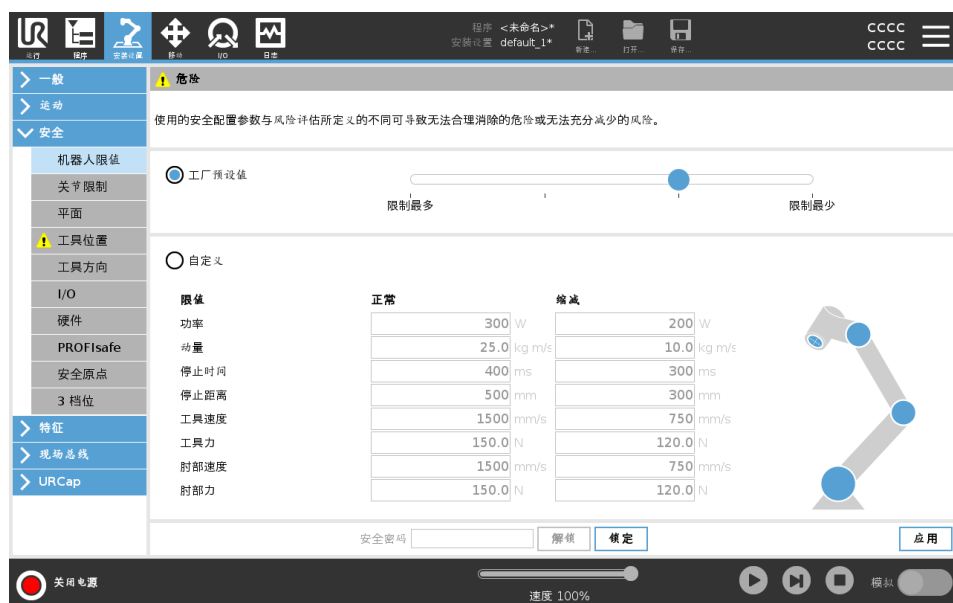 程序 <未命名>*
安装设置 default_1*
CCCC
CCCC
运行 程序 安装设置 移动 I/O 日志 新建... 打开... 保存...
一般
运动
安全
机器人限值
关节限制
平面
工具位置
工具方向
I/O
硬件
PROFIsafe
安全原点
3 档位
特征
现场总线
URCap
危险
使用的安全配置参数与风险评估所定义的不同可导致无法合理消除的危险或无法充分减少的风险。
工厂预设值
限制最多 限制最少
自定义
限值 正常 缩减
功率 300 W 200 W
动量 25.0 kg m/s 10.0 kg m/s
停止时间 400 ms 300 ms
停止距离 500 mm 300 mm
工具速度 1500 mm/s 750 mm/s
工具力 150.0 N 120.0 N
肘部速度 1500 mm/s 750 mm/s
肘部力 150.0 N 120.0 N
安全密码 解锁 锁定 应用
关闭电源
速度 100%
模拟